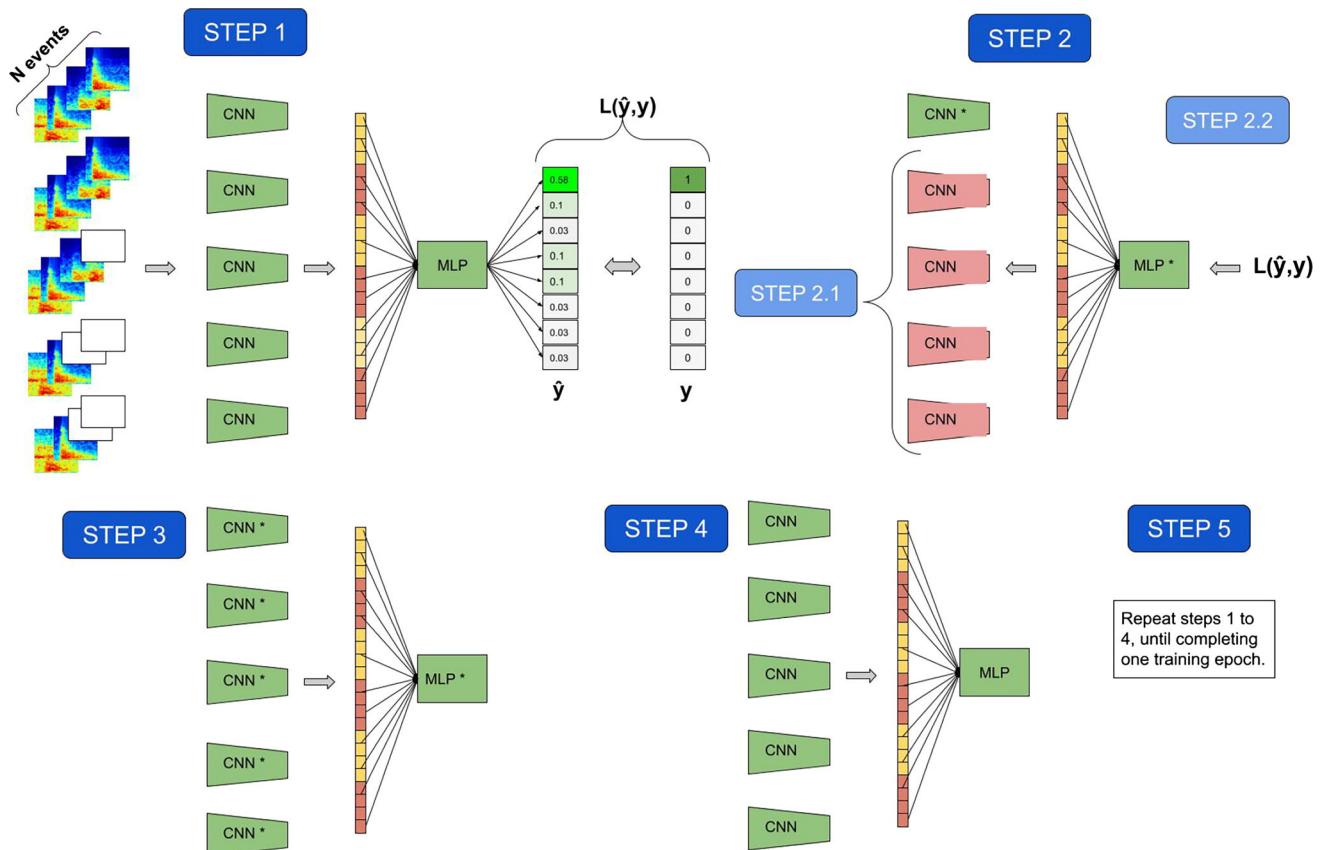 STEP 1
N events
CNN
CNN
CNN
CNN
CNN
MLP
L(ŷ,y)
0.58
0.1
0.03
0.1
0.1
0.03
0.03
0.03
ŷ
1
0
0
0
0
0
0
0
y
STEP 2
STEP 2.1
CNN *
CNN
CNN
CNN
CNN
STEP 2.2
MLP *
L(ŷ,y)
STEP 3
CNN *
CNN *
CNN *
CNN *
CNN *
MLP *
STEP 4
CNN
CNN
CNN
CNN
CNN
MLP
STEP 5
Repeat steps 1 to
4, until completing
one training epoch.